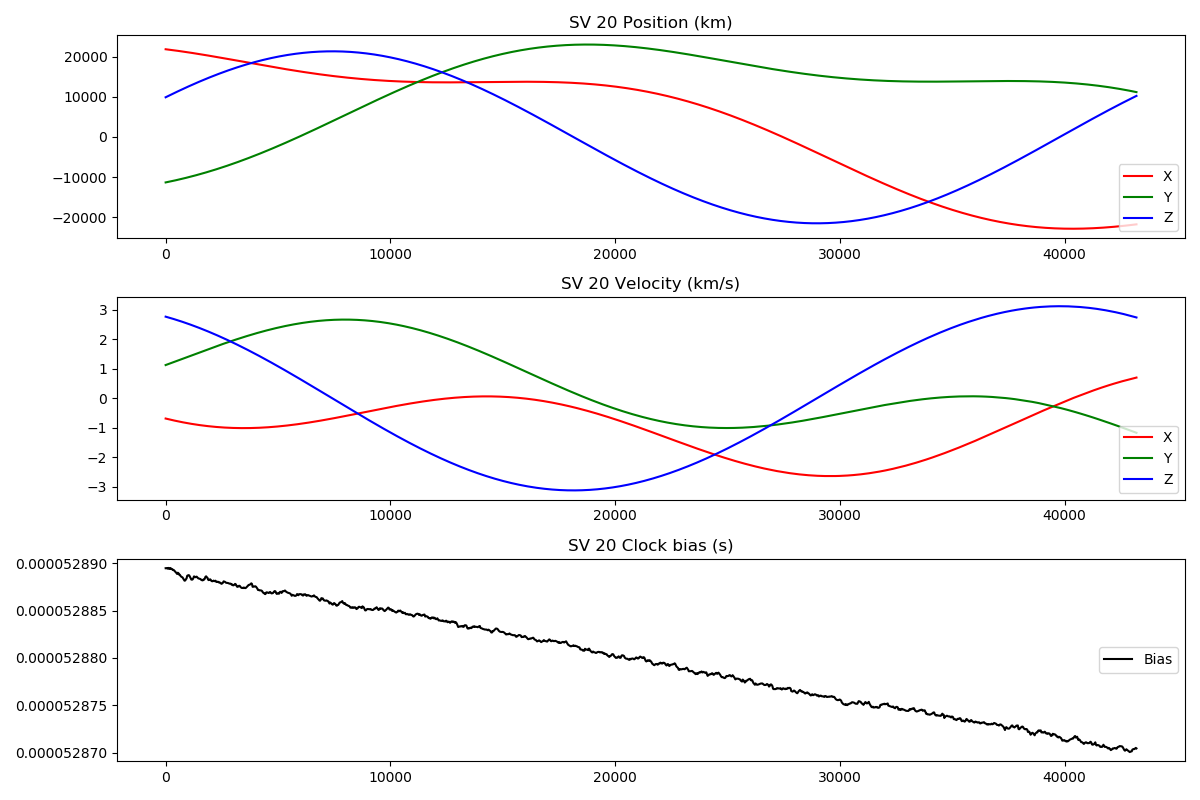 SV 20 Position (km)
20000
10000
0
−10000
−20000
X
Y
Z
0 10000 20000 30000 40000
SV 20 Velocity (km/s)
3
2
1
0
−1
−2
−3
X
Y
Z
0 10000 20000 30000 40000
SV 20 Clock bias (s)
0.000052890
0.000052885
0.000052880
0.000052875
0.000052870
Bias
0 10000 20000 30000 40000